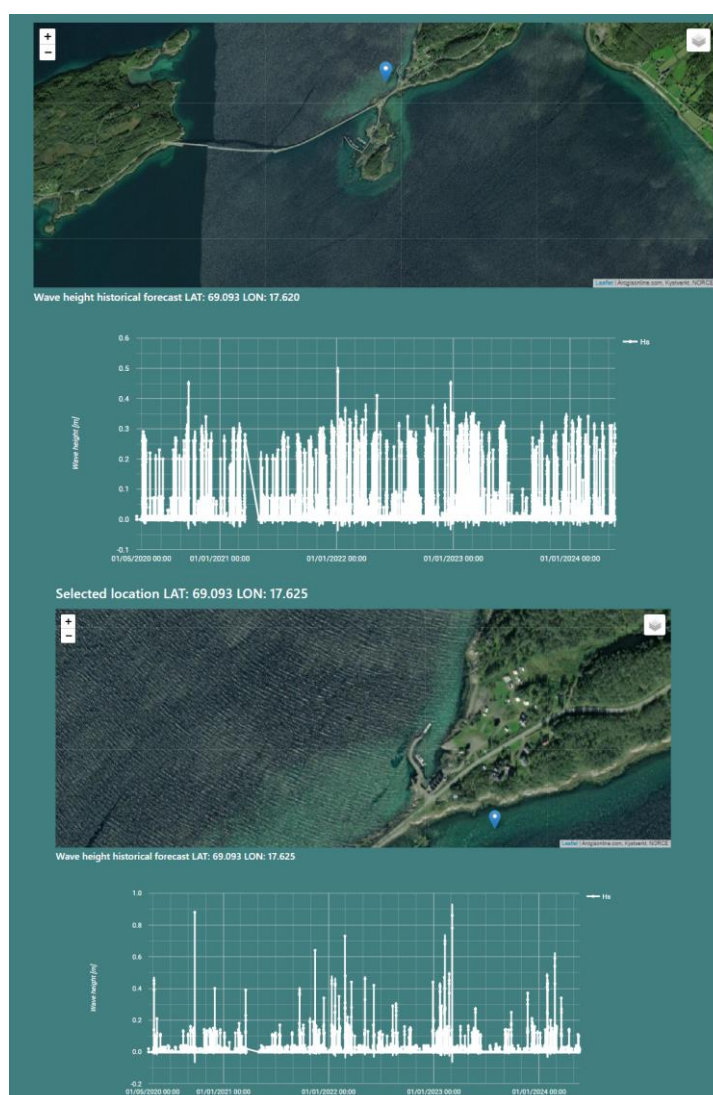 +
−
Leaflet | Arcgisonline.com, Kystverkt, NORCE
Wave height historical forecast LAT: 69.093 LON: 17.620
0.6
Hs
0.5
0.4
0.3
0.2
0.1
0.0
-0.1
Wave height [m]
01/05/2020 00:00 01/01/2021 00:00 01/01/2022 00:00 01/01/2023 00:00 01/01/2024 00:00
Selected location LAT: 69.093 LON: 17.625
+
−
Leaflet | Arcgisonline.com, Kystverkt, NORCE
Wave height historical forecast LAT: 69.093 LON: 17.625
1.0
Hs
0.8
0.6
0.4
0.2
0.0
-0.2
Wave height [m]
01/05/2020 00:00 01/01/2021 00:00 01/01/2022 00:00 01/01/2023 00:00 01/01/2024 00:00